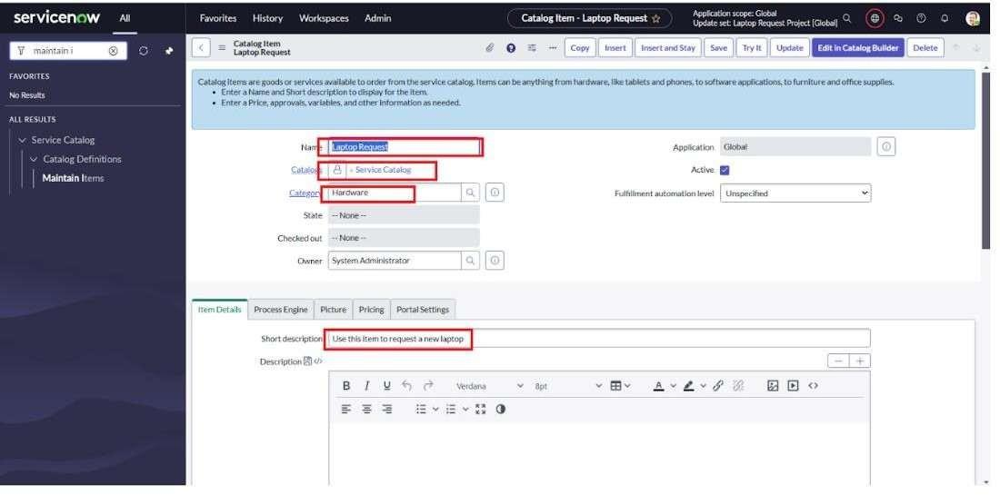 servicenow All Favorites History Workspaces Admin Catalog Item - Laptop Request Application scope: Global
Update set: Laptop Request Project [Global]
maintain i
FAVORITES
No Results
ALL RESULTS
Service Catalog
Catalog Definitions
Maintain Items
Catalog Item
Laptop Request
Copy Insert Insert and Stay Save Try It Update Edit in Catalog Builder Delete
Catalog Items are goods or services available to order from the service catalog. Items can be anything from hardware, like tablets and phones, to software applications, to furniture and office supplies.
• Enter a Name and Short description to display for the item.
• Enter a Price, approvals, variables, and other information as needed.
Name Laptop Request Application Global
Catalogs Service Catalog Active
Category Hardware Fulfillment automation level Unspecified
State -- None --
Checked out -- None --
Owner System Administrator
Item Details Process Engine Picture Pricing Portal Settings
Short description Use this item to request a new laptop
Description
B I U Verdana 8pt A